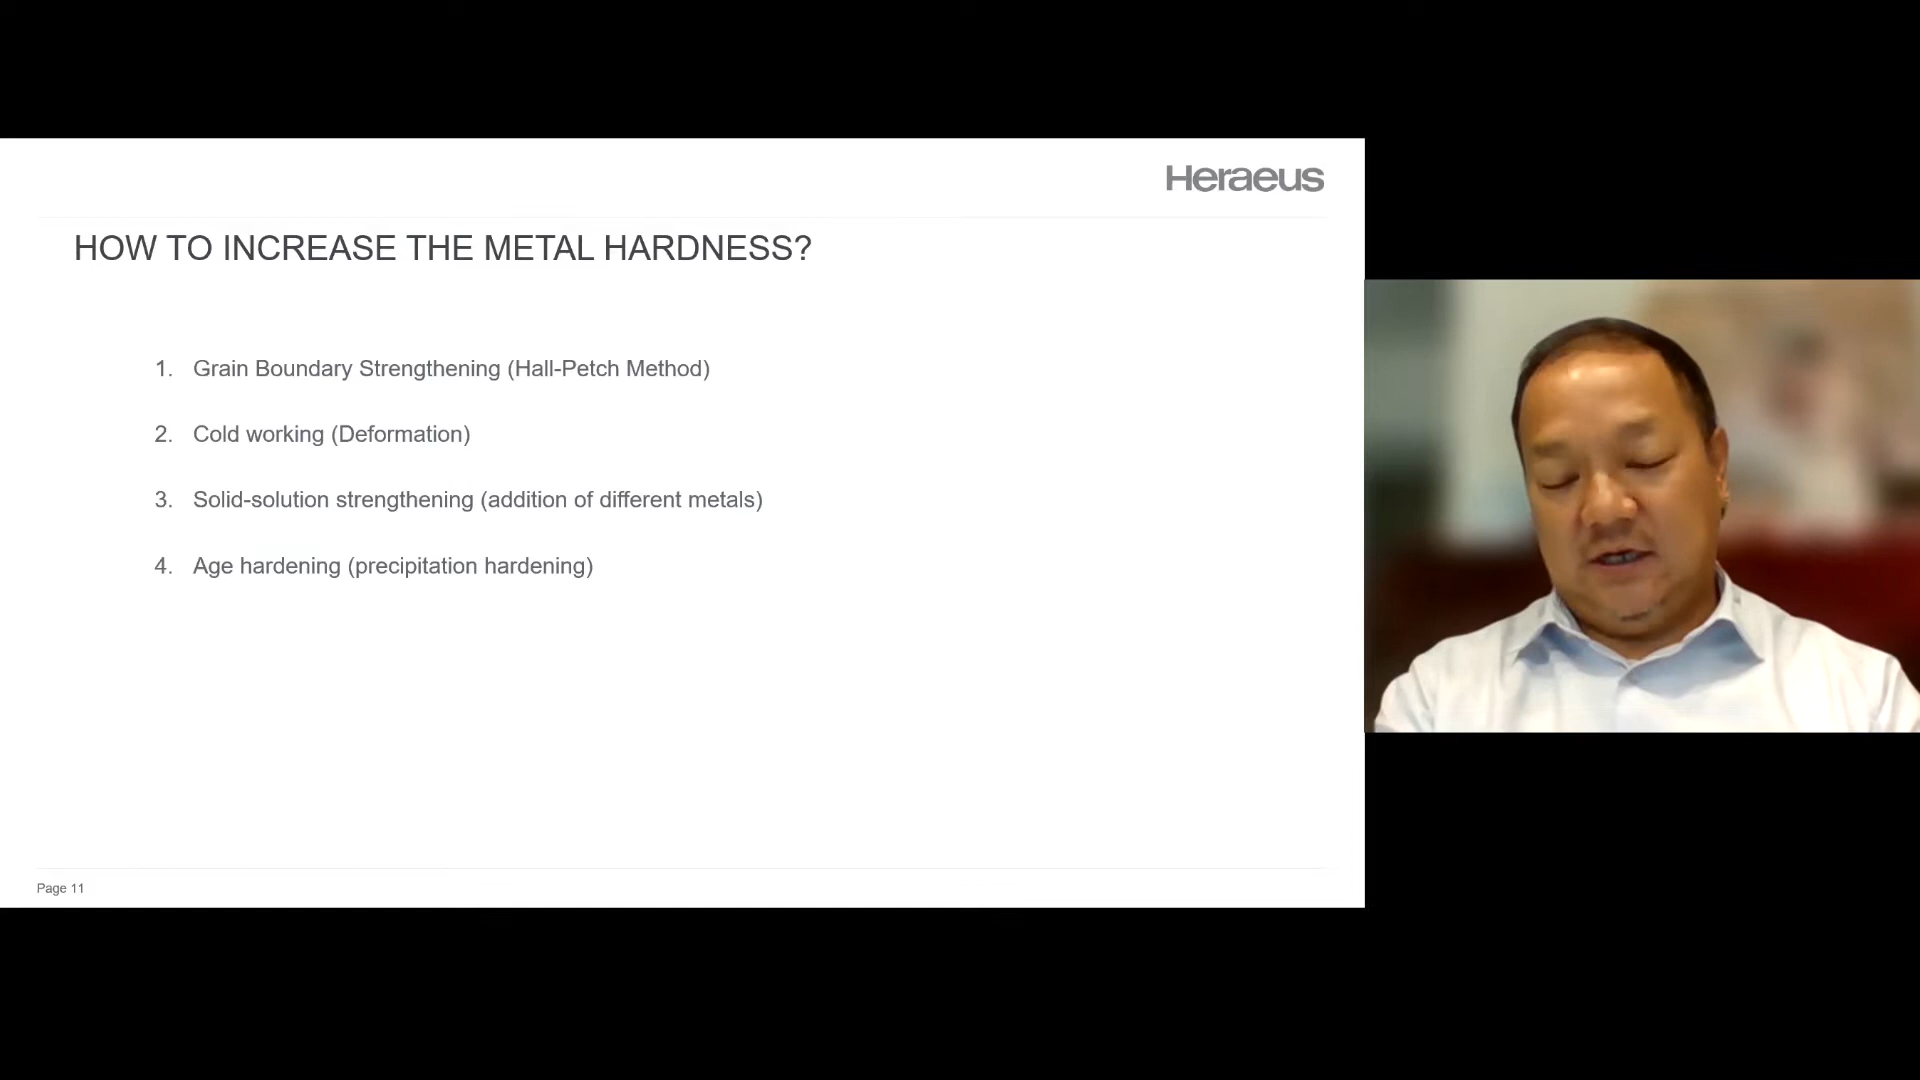 Heraeus
HOW TO INCREASE THE METAL HARDNESS?
1. Grain Boundary Strengthening (Hall-Petch Method)
2. Cold working (Deformation)
3. Solid-solution strengthening (addition of different metals)
4. Age hardening (precipitation hardening)
Page 11